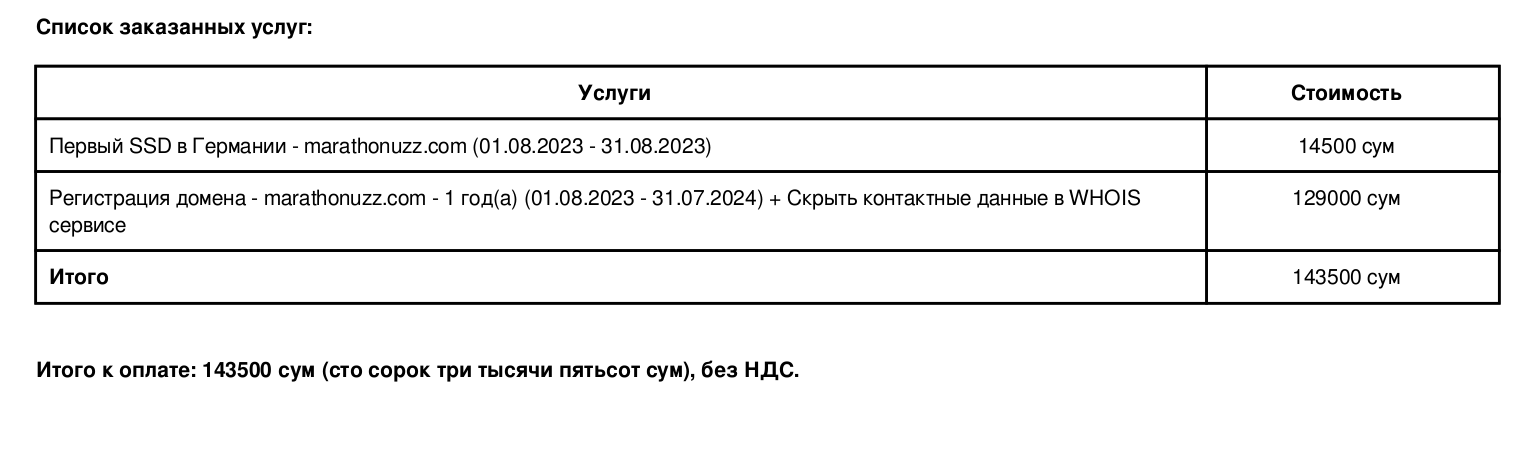 Список заказанных услуг:
Услуги Стоимость
Первый SSD в Германии - marathonuzz.com (01.08.2023 - 31.08.2023) 14500 сум
Регистрация домена - marathonuzz.com - 1 год(а) (01.08.2023 - 31.07.2024) + Скрыть контактные данные в WHOIS 129000 сум
сервисе
Итого 143500 сум
Итого к оплате: 143500 сум (сто сорок три тысячи пятьсот сум), без НДС.